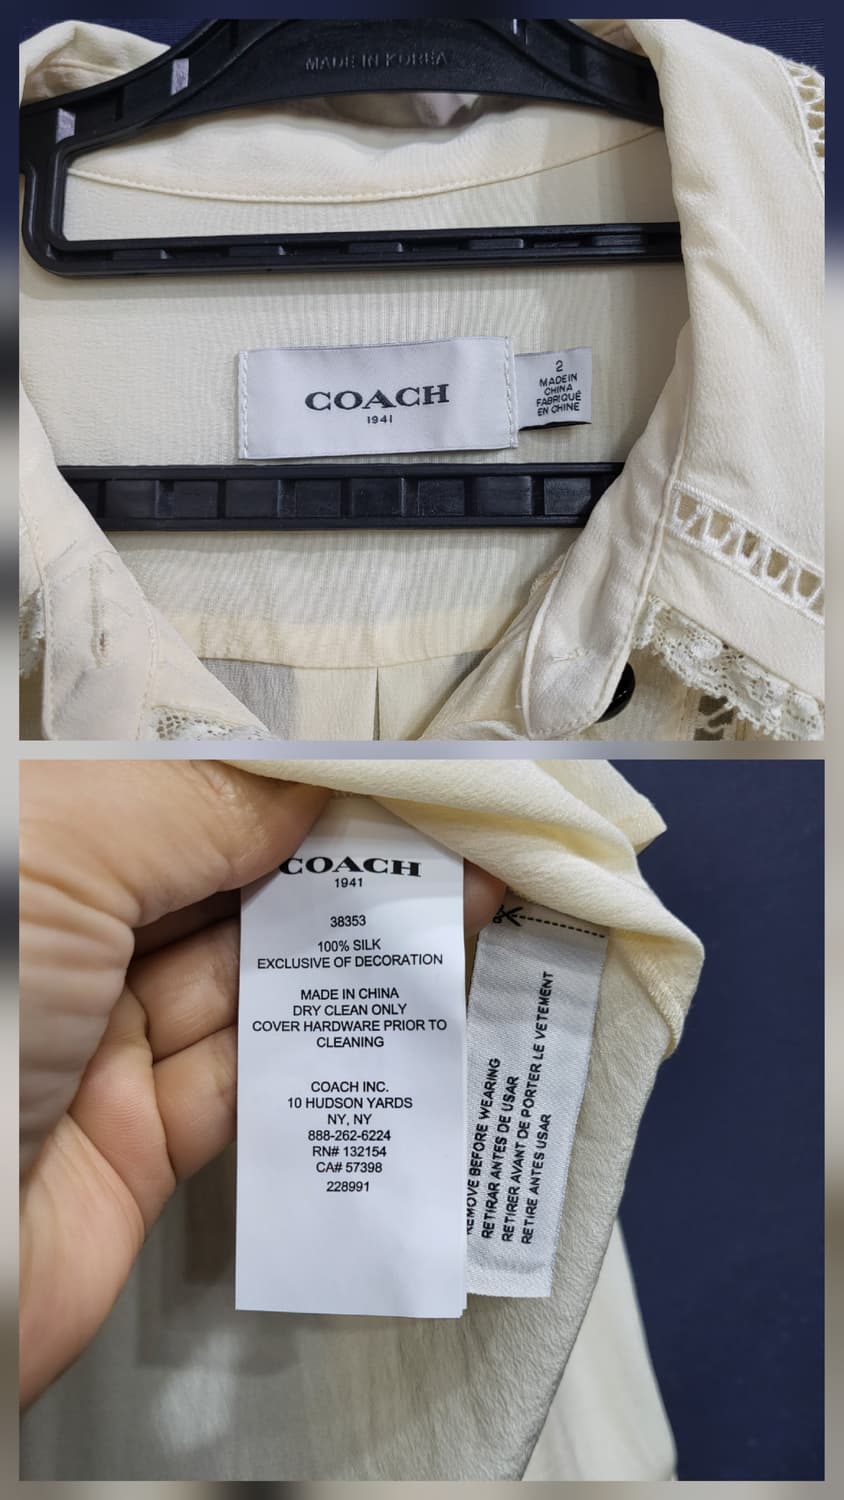 MADE IN KOREA
COACH
1941
2
MADE IN
CHINA
FABRIQUÉ
EN CHINE
COACH
1941
38353
100% SILK
EXCLUSIVE OF DECORATION
MADE IN CHINA
DRY CLEAN ONLY
COVER HARDWARE PRIOR TO
CLEANING
COACH INC.
10 HUDSON YARDS
NY, NY
888-262-6224
RN# 132154
CA# 57398
228991
REMOVE BEFORE WEARING
RETIRAR ANTES DE USAR
RETIRER AVANT DE PORTER LE VETEMENT
RETIRE ANTES USAR